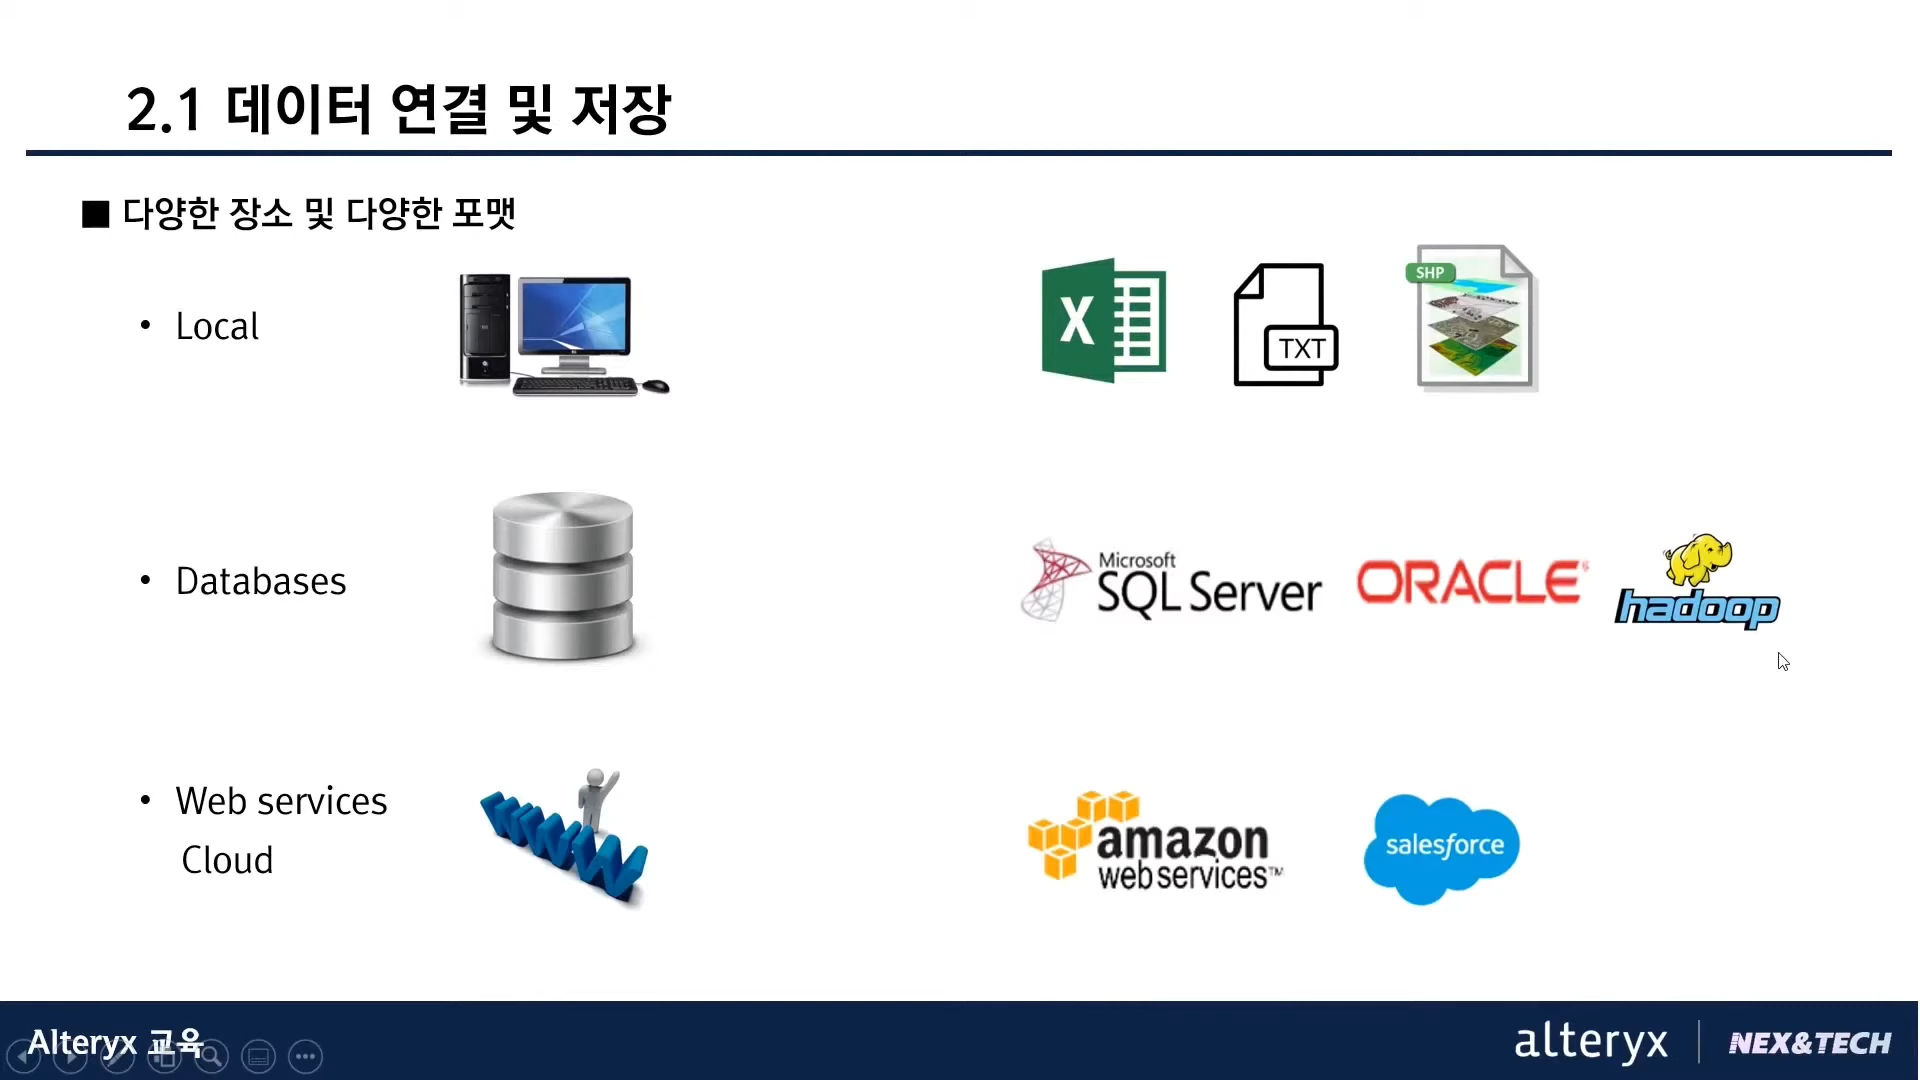 2.1 데이터 연결 및 저장
■ 다양한 장소 및 다양한 포맷
• Local
X
TXT
SHP
• Databases
Microsoft
SQL Server
ORACLE
hadoop
• Web services
Cloud
www
amazon
web services™
salesforce
Alteryx 교육
alteryx
NEX&TECH